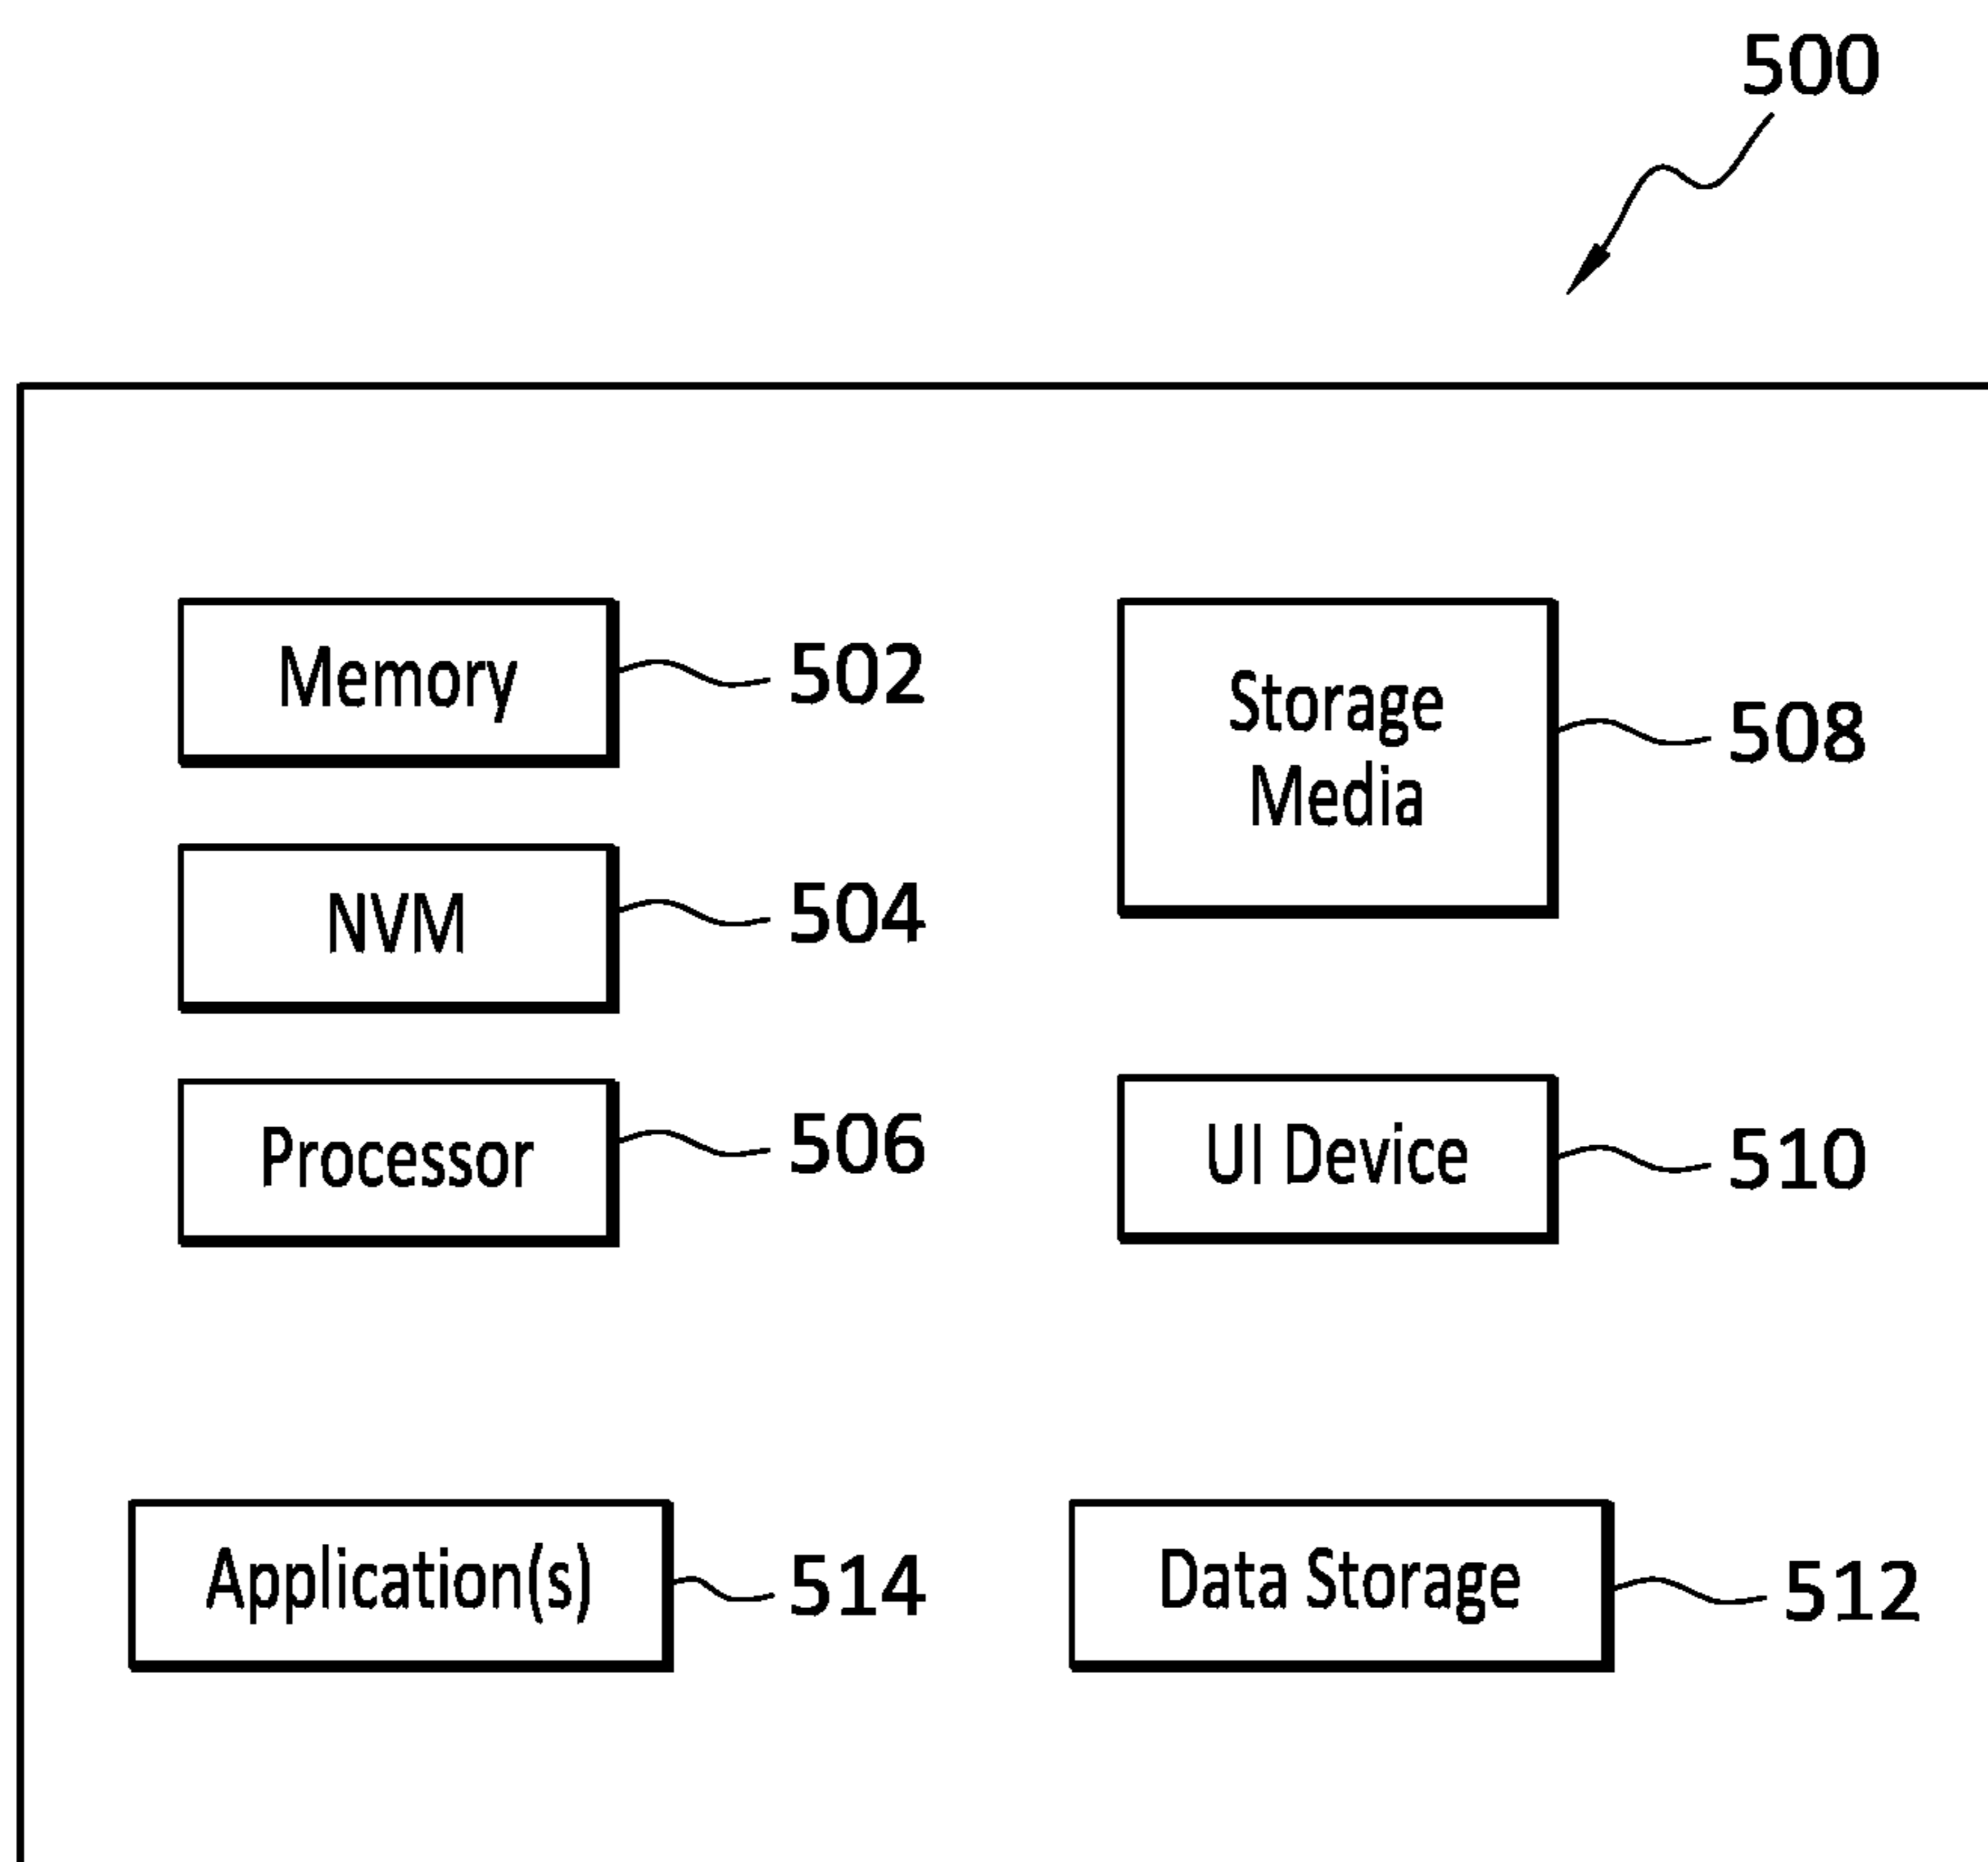 500
Memory
502
NVM
504
Processor
506
Storage
Media
508
UI Device
510
Application(s)
514
Data Storage
512